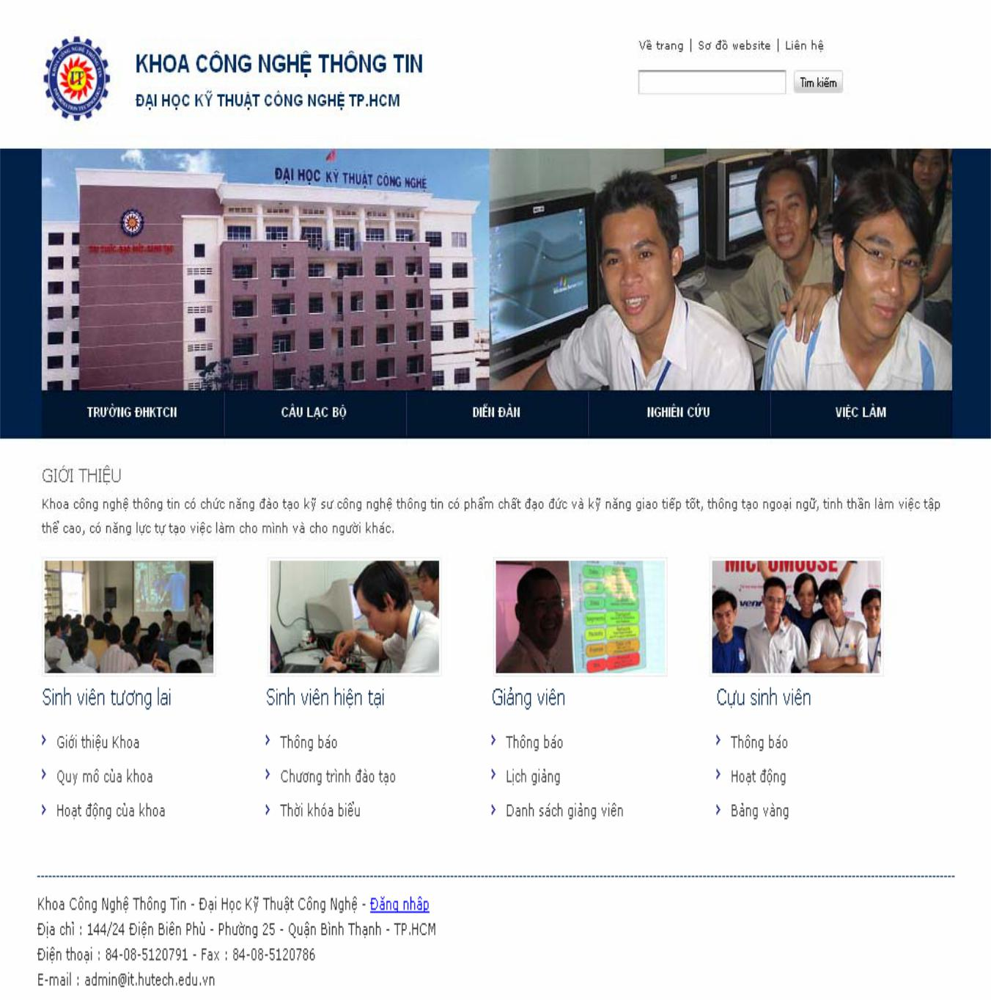 KHOA CÔNG NGHỆ THÔNG TIN
ĐẠI HỌC KỸ THUẬT CÔNG NGHỆ TP.HCM
Về trang | Sơ đồ website | Liên hệ
Tìm kiếm
KHOA CÔNG NGHỆ THÔNG TIN
IT
INFORMATION TECHNOLOGY
ĐẠI HỌC KỸ THUẬT CÔNG NGHỆ
TRƯỜNG ĐHKTCN
CÂU LẠC BỘ
DIỄN ĐÀN
NGHIÊN CỨU
VIỆC LÀM
GIỚI THIỆU
Khoa công nghệ thông tin có chức năng đào tạo kỹ sư công nghệ thông tin có phẩm chất đạo đức và kỹ năng giao tiếp tốt, thông tạo ngoại ngữ, tinh thần làm việc tập
thể cao, có năng lực tự tạo việc làm cho mình và cho người khác.
MICROMOUSE
Sinh viên tương lai
Giới thiệu Khoa
Quy mô của khoa
Hoạt động của khoa
Sinh viên hiện tại
Thông báo
Chương trình đào tạo
Thời khóa biểu
Giảng viên
Thông báo
Lịch giảng
Danh sách giảng viên
Cựu sinh viên
Thông báo
Hoạt động
Bảng vàng
Khoa Công Nghệ Thông Tin - Đại Học Kỹ Thuật Công Nghệ - Đăng nhập
Địa chỉ : 144/24 Điện Biên Phủ - Phường 25 - Quận Bình Thạnh - TP.HCM
Điện thoại : 84-08-5120791 - Fax : 84-08-5120786
E-mail : admin@it.hutech.edu.vn